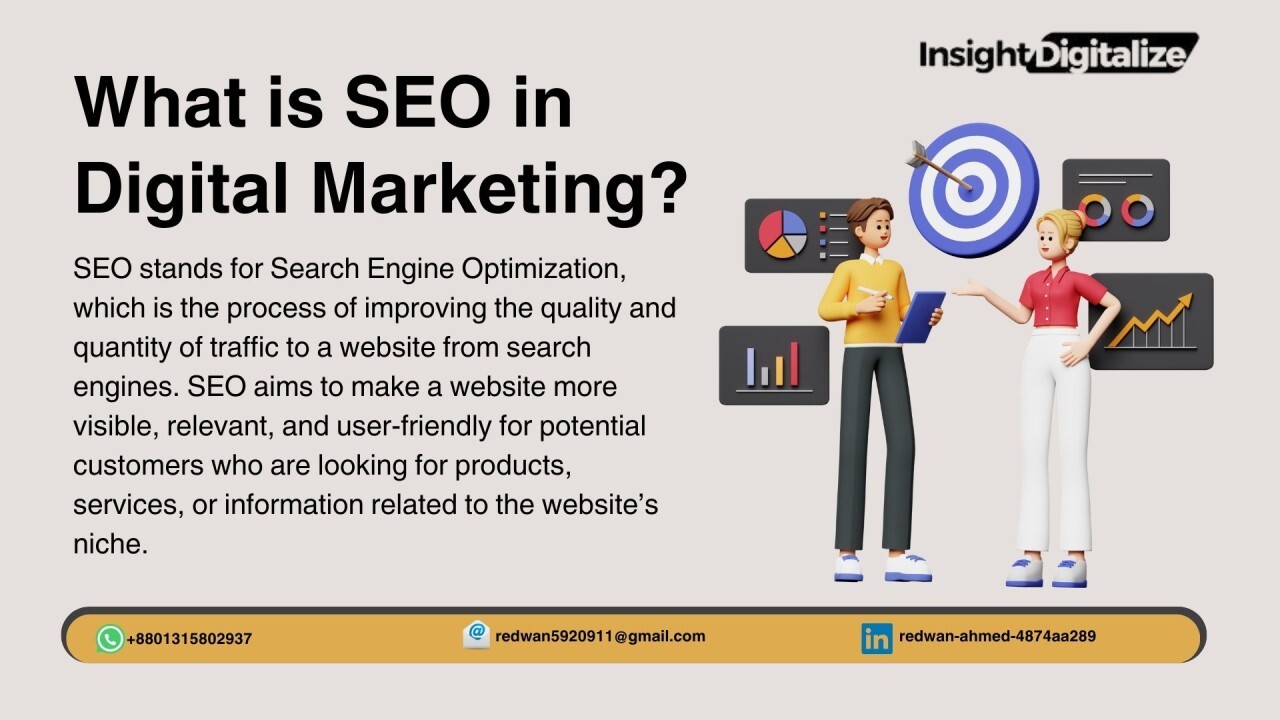 Insight Digitalize
What is SEO in
Digital Marketing?
SEO stands for Search Engine Optimization,
which is the process of improving the quality and
quantity of traffic to a website from search
engines. SEO aims to make a website more
visible, relevant, and user-friendly for potential
customers who are looking for products,
services, or information related to the website’s
niche.
+8801315802937
@
redwan5920911@gmail.com
in
redwan-ahmed-4874aa289